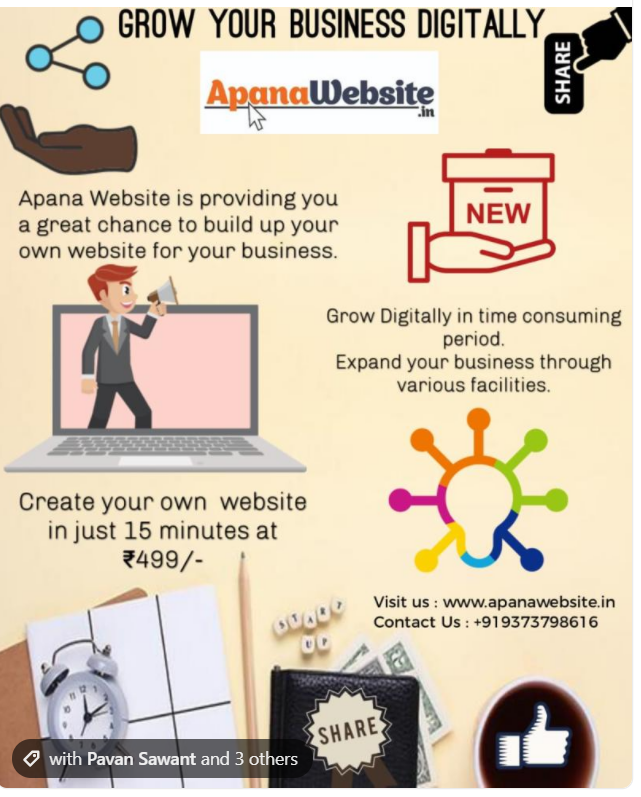 GROW YOUR BUSINESS DIGITALLY
SHARE
ApanaWebsite
.in
Apana Website is providing you
a great chance to build up your
own website for your business.
NEW
Grow Digitally in time consuming
period.
Expand your business through
various facilities.
Create your own website
in just 15 minutes at
₹499/-
Visit us : www.apanawebsite.in
Contact Us : +919373798616
START
UP
SHARE
with Pavan Sawant and 3 others